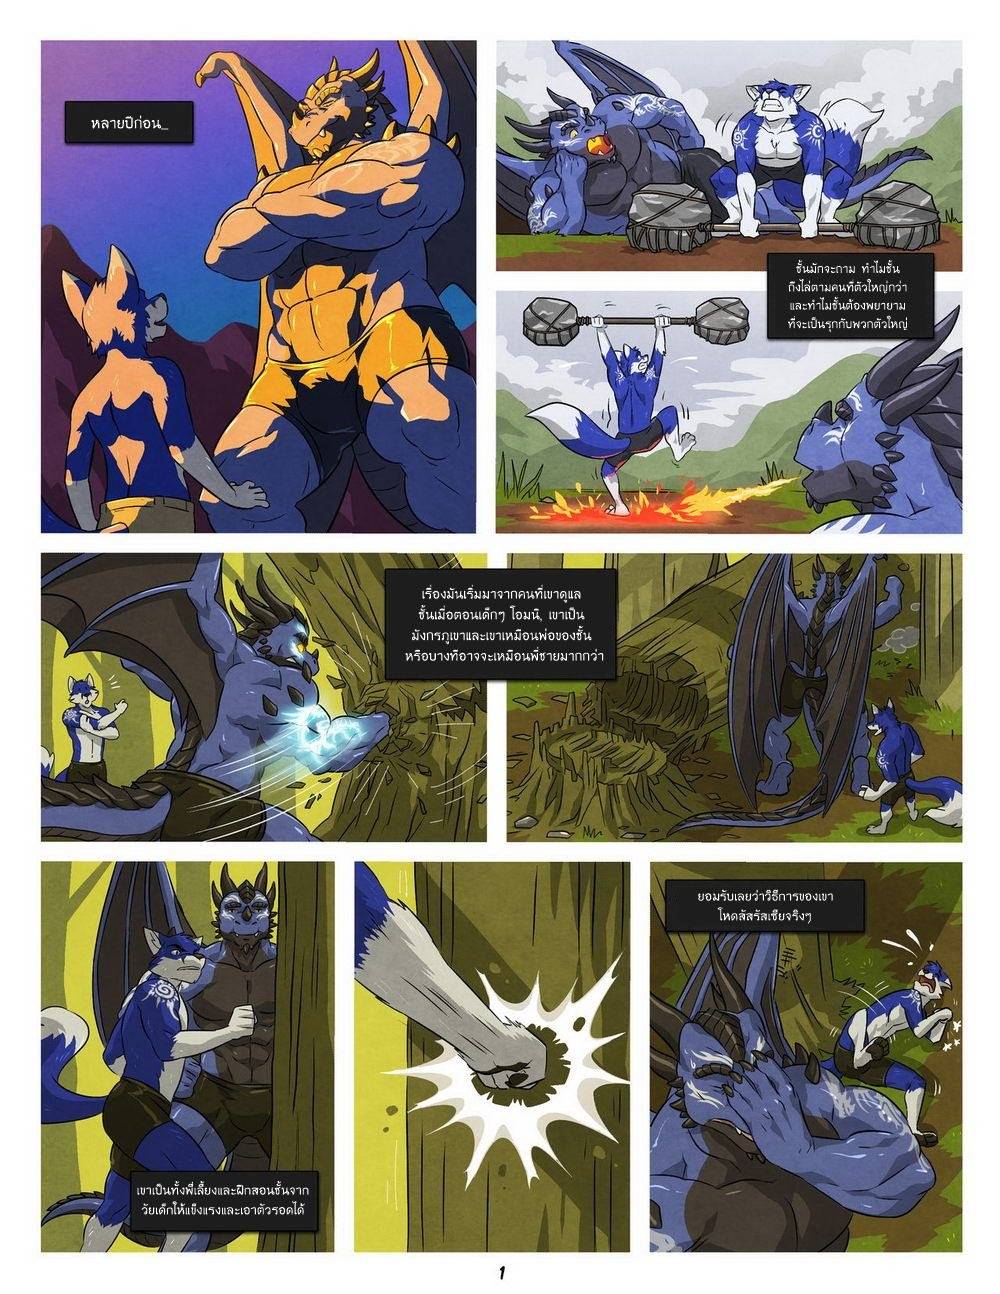 หลายปีก่อน...
ชั้นมักจะถาม ทำไมชั้น
ถึงไล่ตามคนที่ตัวใหญ่กว่า
และทำไมชั้นต้องพยายาม
ที่จะเป็นรุกกับพวกตัวใหญ่
เรื่องมันเริ่มมาจากคนที่เขาดูแล
ชั้นเมื่อตอนเด็กๆ โอมนิ, เขาเป็น
มังกรภูเขาและเขาเหมือนพ่อของชั้น
หรือบางทีอาจจะเหมือนพี่ชายมากกว่า
เขาเป็นทั้งพี่เลี้ยงและฝึกสอนชั้นจาก
วัยเด็กให้แข็งแรงและเอาตัวรอดได้
ยอมรับเลยว่าวิธีการของเขา
โหดสัสรัสเซียจริงๆ
1